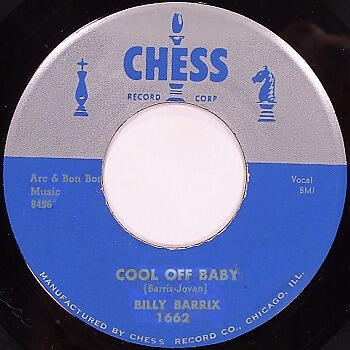 CHESS
RECORD CORP
Arc & Bon Bon
Music
8496
Vocal
BMI
COOL OFF BABY
(Barrix-Jovan)
BILLY BARRIX
1662
MANUFACTURED BY CHESS RECORD CO., CHICAGO, ILL.